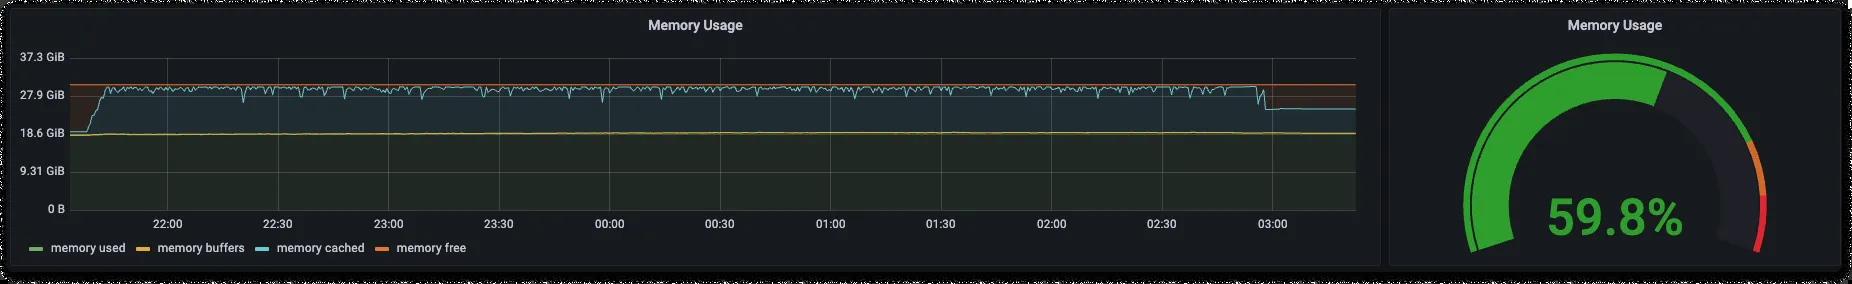 Memory Usage
37.3 GiB
27.9 GiB
18.6 GiB
9.31 GiB
0 B
22:00 22:30 23:00 23:30 00:00 00:30 01:00 01:30 02:00 02:30 03:00
memory used memory buffers memory cached memory free
Memory Usage
59.8%